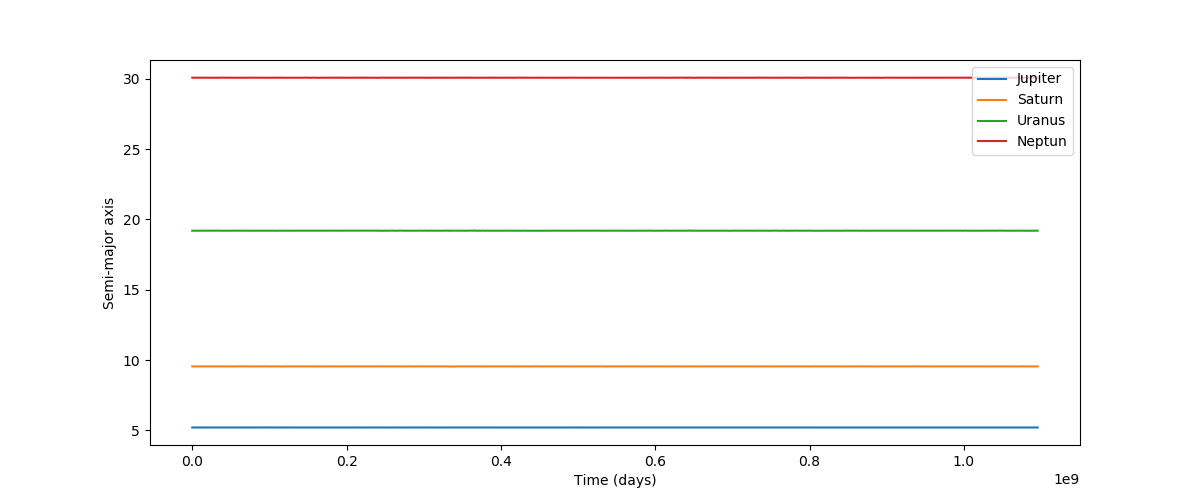 30
25
20
15
10
5
Semi-major axis
0.0 0.2 0.4 0.6 0.8 1.0
1e9
Time (days)
Jupiter
Saturn
Uranus
Neptun